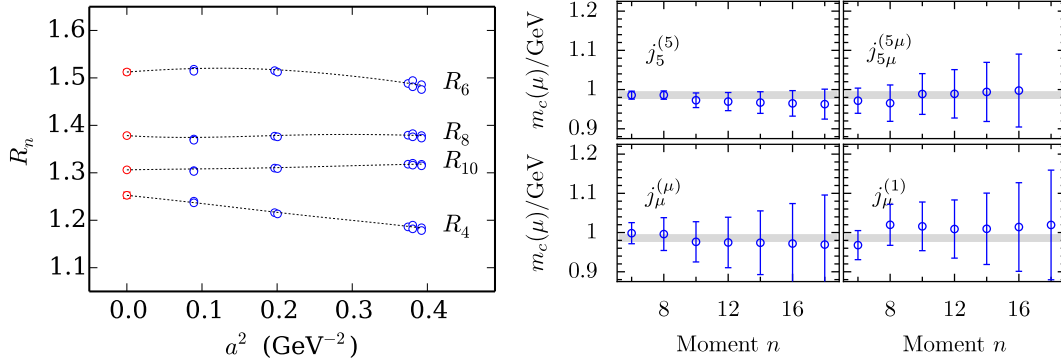 1.6
1.5
1.4
1.3
1.2
1.1
R_n
R_6
R_8
R_10
R_4
0.0 0.1 0.2 0.3 0.4
a² (GeV⁻²)
m_c(μ)/GeV
1.2
1.1
1
0.9
j_5^(5)
j_5μ^(5μ)
m_c(μ)/GeV
1.2
1.1
1
0.9
j_μ^(μ)
j_μ^(1)
8 12 16 8 12 16
Moment n Moment n